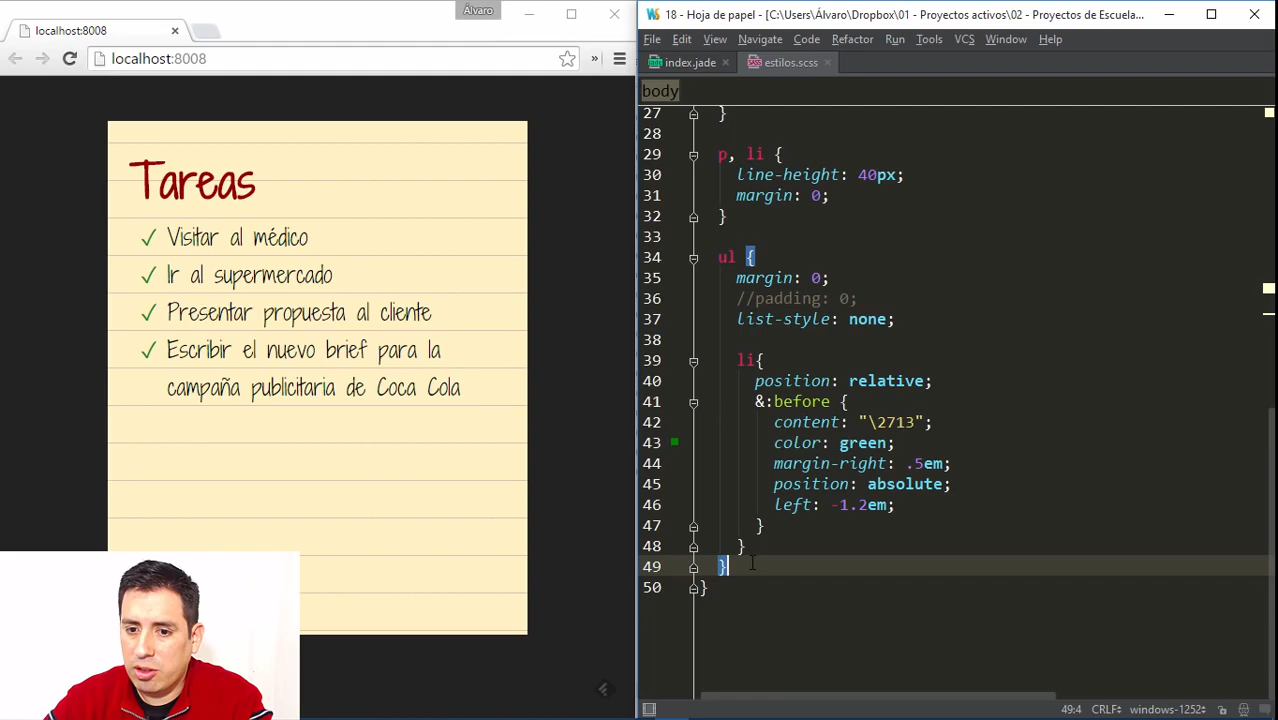 Álvaro
localhost:8008
localhost:8008
»
Tareas
✓ Visitar al médico
✓ Ir al supermercado
✓ Presentar propuesta al cliente
✓ Escribir el nuevo brief para la
campaña publicitaria de Coca Cola
18 - Hoja de papel - [C:\Users\Álvaro\Dropbox\01 - Proyectos activos\02 - Proyectos de Escuela...
File Edit View Navigate Code Refactor Run Tools VCS Window Help
index.jade estilos.scss
body
27 }
28
29 p, li {
30 line-height: 40px;
31 margin: 0;
32 }
33
34 ul {
35 margin: 0;
36 //padding: 0;
37 list-style: none;
38
39 li{
40 position: relative;
41 &:before {
42 content: "\2713";
43 color: green;
44 margin-right: .5em;
45 position: absolute;
46 left: -1.2em;
47 }
48 }
49 }
50 }
49:4 CRLF÷ windows-1252÷